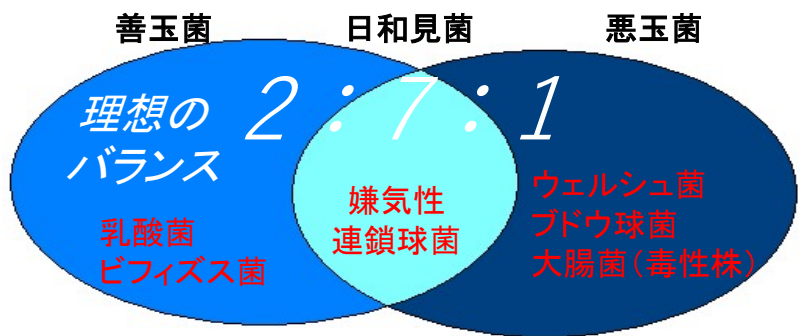 善玉菌 日和見菌 悪玉菌
理想の 2:7:1
バランス
嫌気性
連鎖球菌
乳酸菌
ビフィズス菌
ウェルシュ菌
ブドウ球菌
大腸菌(毒性株)